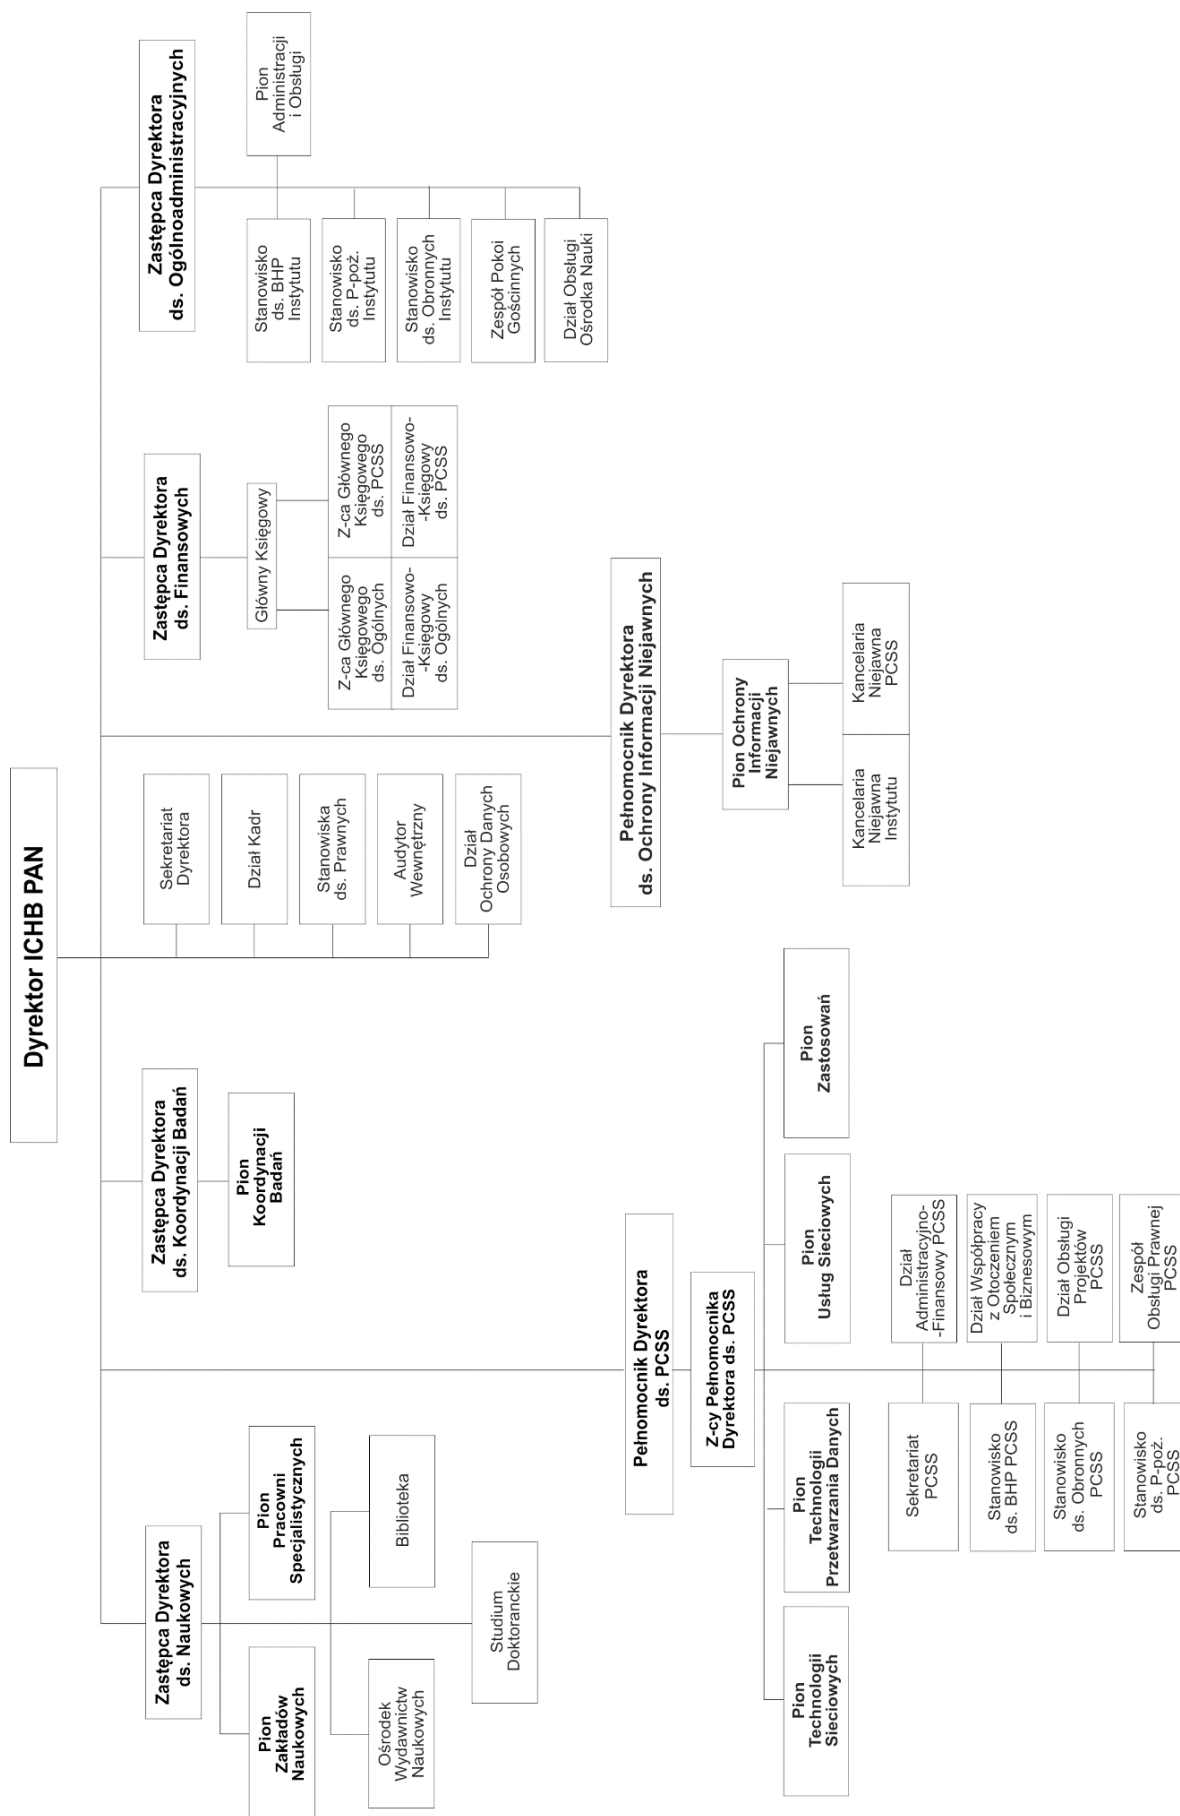 Dyrektor ICHB PAN
Zastępca Dyrektora
ds. Naukowych
Pion
Zakładów
Naukowych
Pion
Pracowni
Specjalistycznych
Ośrodek
Wydawnictw
Naukowych
Biblioteka
Studium
Doktoranckie
Zastępca Dyrektora
ds. Koordynacji Badań
Pion
Koordynacji
Badań
Sekretariat
Dyrektora
Dział Kadr
Stanowiska
ds. Prawnych
Audytor
Wewnętrzny
Dział
Ochrony Danych
Osobowych
Zastępca Dyrektora
ds. Finansowych
Główny Księgowy
Z-ca Głównego
Księgowego
ds. Ogólnych
Z-ca Głównego
Księgowego
ds. PCSS
Dział Finansowo-
-Księgowy
ds. Ogólnych
Dział Finansowo-
-Księgowy
ds. PCSS
Zastępca Dyrektora
ds. Ogólnoadministracyjnych
Pion
Administracji
i Obsługi
Stanowisko
ds. BHP
Instytutu
Stanowisko
ds. P-poż.
Instytutu
Stanowisko
ds. Obronnych
Instytutu
Zespół Pokoi
Gościnnych
Dział Obsługi
Ośrodka Nauki
Pełnomocnik Dyrektora
ds. PCSS
Z-cy Pełnomocnika
Dyrektora ds. PCSS
Pion
Technologii
Sieciowych
Pion
Technologii
Przetwarzania Danych
Pion
Usług Sieciowych
Pion
Zastosowań
Sekretariat
PCSS
Dział
Administracyjno-
-Finansowy PCSS
Stanowisko
ds. BHP PCSS
Dział Współpracy
z Otoczeniem
Społecznym
i Biznesowym
Stanowisko
ds. Obronnych
PCSS
Dział Obsługi
Projektów
PCSS
Stanowisko
ds. P-poż.
PCSS
Zespół
Obsługi Prawnej
PCSS
Pełnomocnik Dyrektora
ds. Ochrony Informacji Niejawnych
Pion Ochrony
Informacji
Niejawnych
Kancelaria
Niejawna
Instytutu
Kancelaria
Niejawna
PCSS